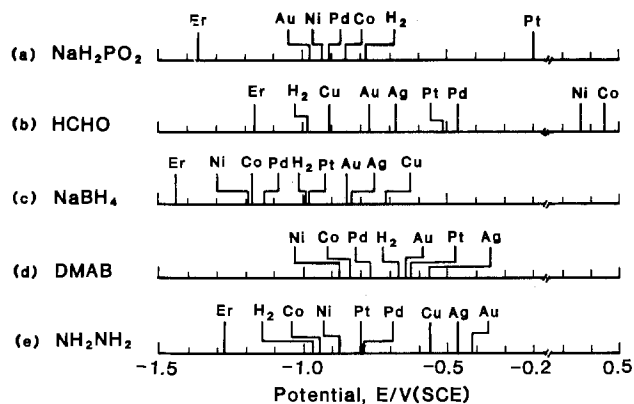 Er Au Ni Pd Co H₂ Pt
(a) NaH₂PO₂
Er H₂ Cu Au Ag Pt Pd Ni Co
(b) HCHO
Er Ni Co Pd H₂ Pt Au Ag Cu
(c) NaBH₄
Ni Co Pd H₂ Au Pt Ag
(d) DMAB
Er H₂ Co Ni Pt Pd Cu Ag Au
(e) NH₂NH₂
-1.5 -1.0 -0.5 -0.2 0.5
Potential, E/V(SCE)